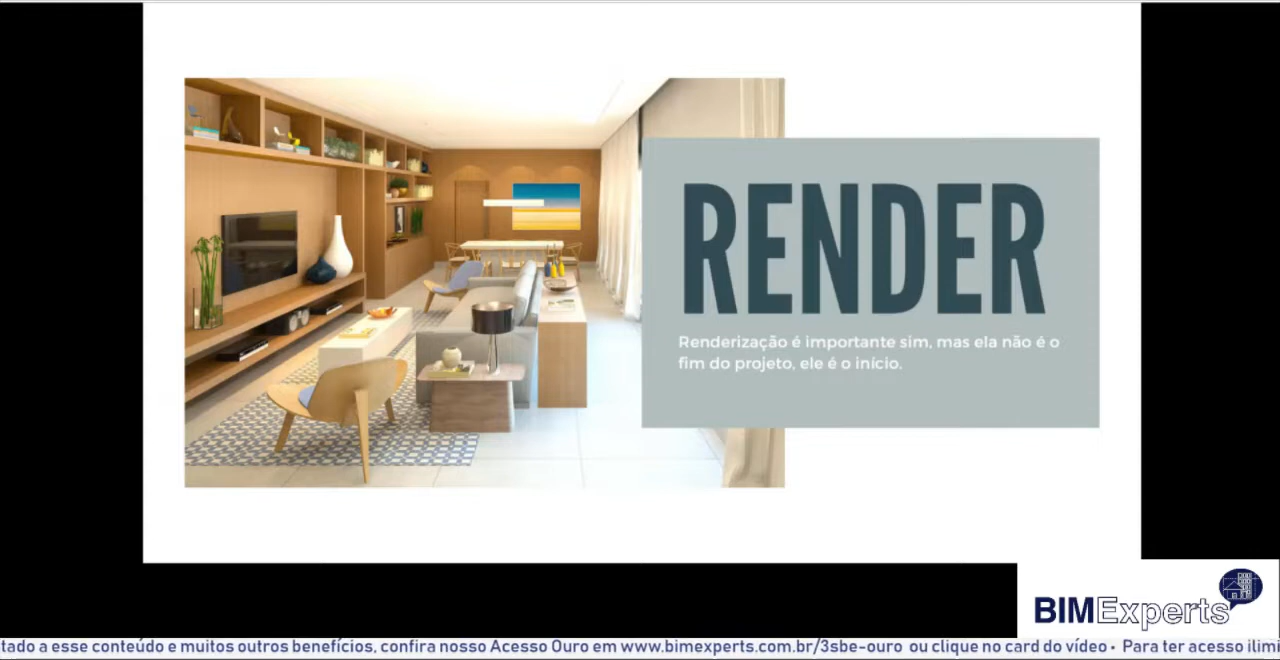 RENDER
Renderização é importante sim, mas ela não é o
fim do projeto, ele é o início.
BIMExperts
tado a esse conteúdo e muitos outros benefícios, confira nosso Acesso Ouro em www.bimexperts.com.br/3sbe-ouro ou clique no card do vídeo • Para ter acesso ilimi